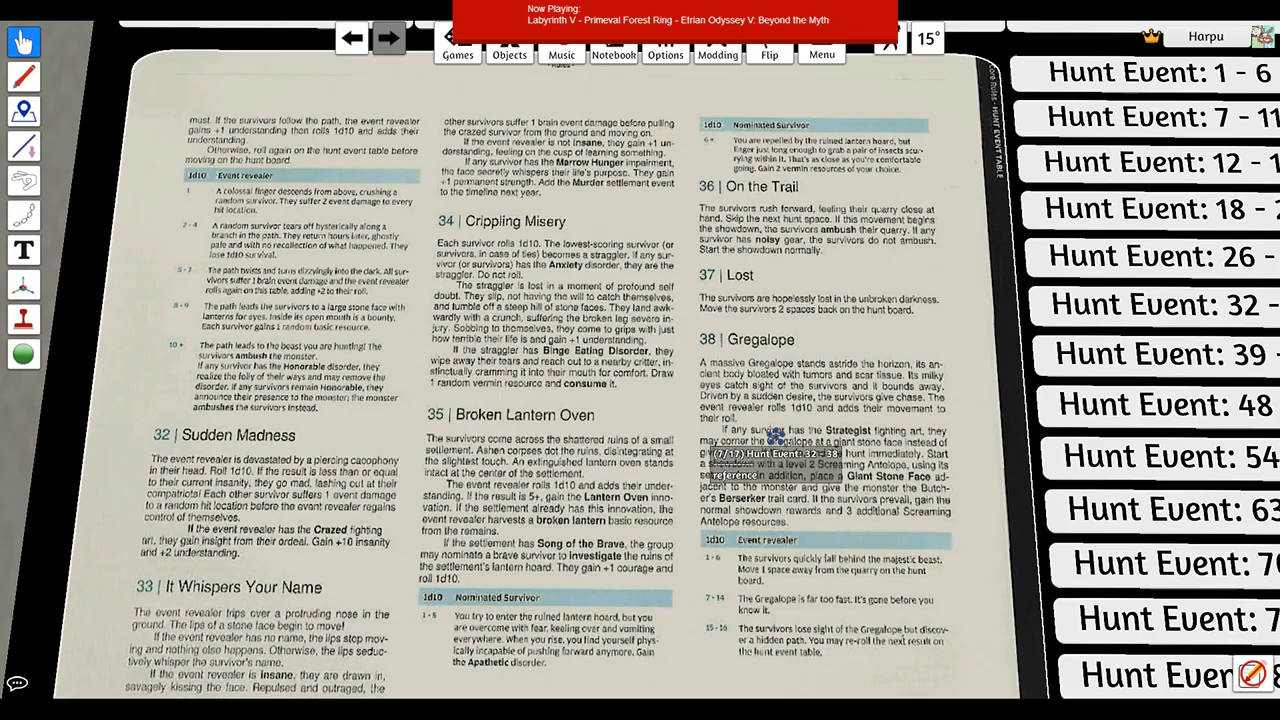 Now Playing:
Labyrinth V - Primeval Forest Ring - Etrian Odyssey V: Beyond the Myth
Games
Objects
Music
Notebook
Options
Modding
Flip
Menu
15°
Harpu
Hunt Event: 1 - 6
Hunt Event: 7 - 11
Hunt Event: 12 - 1
Hunt Event: 18 - 2
Hunt Event: 26 -
Hunt Event: 32 -
Hunt Event: 39 -
Hunt Event: 48
Hunt Event: 54
Hunt Event: 63
Hunt Event: 70
Hunt Event: 7
Hunt Even
- Rules -
ore Rules - HUNT EVENT TABLE
must. If the survivors follow the path, the event revealer
gains +1 understanding then rolls 1d10 and adds their
understanding.
Otherwise, roll again on the hunt event table before
moving on the hunt board.
1d10 Event revealer
1 A colossal finger descends from above, crushing a
random survivor. They suffer 2 event damage to every
hit location.
2 - 4 A random survivor tears off hysterically along a
branch in the path. They return hours later, ghostly
pale and with no recollection of what happened. They
lose 1d10 survival.
5 - 7 The path twists and turns dizzyingly into the dark. All sur-
vivors suffer 1 brain event damage and the event revealer
rolls again on this table, adding +2 to their roll.
8 - 9 The path leads the survivors to a large stone face with
lanterns for eyes. Inside its open mouth is a bounty.
Each survivor gains 1 random basic resource.
10 + The path leads to the beast you are hunting! The
survivors ambush the monster.
If any survivor has the Honorable disorder, they
realize the folly of their ways and may remove the
disorder. If any survivors remain Honorable, they
announce their presence to the monster; the monster
ambushes the survivors instead.
32 | Sudden Madness
The event revealer is devastated by a piercing cacophony
in their head. Roll 1d10. If the result is less than or equal
to their current insanity, they go mad, lashing out at their
compatriots! Each other survivor suffers 1 event damage
to a random hit location before the event revealer regains
control of themselves.
If the event revealer has the Crazed fighting
art, they gain insight from their ordeal. Gain +10 insanity
and +2 understanding.
33 | It Whispers Your Name
The event revealer trips over a protruding nose in the
ground. The lips of a stone face begin to move!
If the event revealer has no name, the lips stop mov-
ing and nothing else happens. Otherwise, the lips seduc-
tively whisper the survivor's name.
If the event revealer is insane, they are drawn in,
savagely kissing the face. Repulsed and outraged, the
other survivors suffer 1 brain event damage before pulling
the crazed survivor from the ground and moving on.
If the event revealer is not insane, they gain +1 un-
derstanding, feeling on the cusp of learning something.
If any survivor has the Marrow Hunger impairment,
the face secretly whispers their life's purpose. They gain
+1 permanent strength. Add the Murder settlement event
to the timeline next year.
34 | Crippling Misery
Each survivor rolls 1d10. The lowest-scoring survivor (or
survivors, in case of ties) becomes a straggler. If any sur-
vivor (or survivors) has the Anxiety disorder, they are the
straggler. Do not roll.
The straggler is lost in a moment of profound self
doubt. They slip, not having the will to catch themselves,
and tumble off a steep hill of stone faces. They land awk-
wardly with a crunch, suffering the broken leg severe in-
jury. Sobbing to themselves, they come to grips with just
how terrible their life is and gain +1 understanding.
If the straggler has Binge Eating Disorder, they
wipe away their tears and reach out to a nearby critter, in-
stinctually cramming it into their mouth for comfort. Draw
1 random vermin resource and consume it.
35 | Broken Lantern Oven
The survivors come across the shattered ruins of a small
settlement. Ashen corpses dot the ruins, disintegrating at
the slightest touch. An extinguished lantern oven stands
intact at the center of the settlement.
The event revealer rolls 1d10 and adds their under-
standing. If the result is 5+, gain the Lantern Oven inno-
vation. If the settlement already has this innovation, the
event revealer harvests a broken lantern basic resource
from the remains.
If the settlement has Song of the Brave, the group
may nominate a brave survivor to investigate the ruins of
the settlement's lantern hoard. They gain +1 courage and
roll 1d10.
1d10 Nominated Survivor
1 - 5 You try to enter the ruined lantern hoard, but you
are overcome with fear, keeling over and vomiting
everywhere. When you rise, you find yourself phys-
ically incapable of pushing forward anymore. Gain
the Apathetic disorder.
1d10 Nominated Survivor
6 + You are repelled by the ruined lantern hoard, but
linger just long enough to grab a pair of insects scur-
rying within it. That's as close as you're comfortable
going. Gain 2 vermin resources of your choice.
36 | On the Trail
The survivors rush forward, feeling their quarry close at
hand. Skip the next hunt space. If this movement begins
the showdown, the survivors ambush their quarry. If any
survivor has noisy gear, the survivors do not ambush.
Start the showdown normally.
37 | Lost
The survivors are hopelessly lost in the unbroken darkness.
Move the survivors 2 spaces back on the hunt board.
38 | Gregalope
A massive Gregalope stands astride the horizon, its an-
cient body bloated with tumors and scar tissue. Its milky
eyes catch sight of the survivors and it bounds away.
Driven by a sudden desire, the survivors give chase. The
event revealer rolls 1d10 and adds their movement to
their roll.
If any survivor has the Strategist fighting art, they
may corner the Gregalope at a giant stone face instead of
hunt immediately. Start
a showdown with a level 2 Screaming Antelope, using its
in addition, place a Giant Stone Face ad-
jacent to the monster and give the monster the Butch-
er's Berserker trait card. If the survivors prevail, gain the
normal showdown rewards and 3 additional Screaming
Antelope resources.
(7/17) Hunt Event: 32 - 38
reference
1d10 Event revealer
1 - 6 The survivors quickly fall behind the majestic beast.
Move 1 space away from the quarry on the hunt
board.
7 - 14 The Gregalope is far too fast. It's gone before you
know it.
15 - 16 The survivors lose sight of the Gregalope but discov-
er a hidden path. You may re-roll the next result on
the hunt event table.